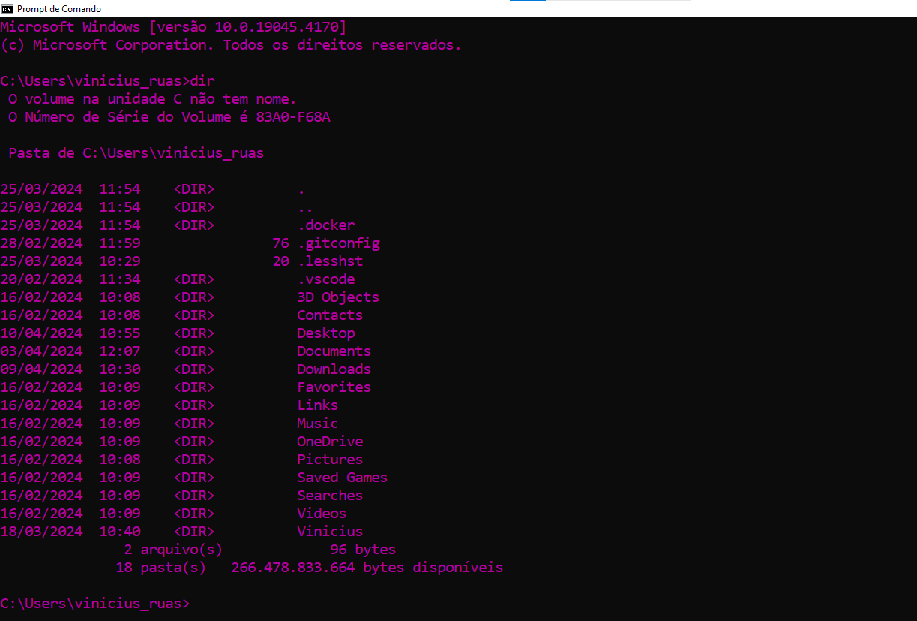 Prompt de Comando
Microsoft Windows [versão 10.0.19045.4170]
(c) Microsoft Corporation. Todos os direitos reservados.
C:\Users\vinicius_ruas>dir
 O volume na unidade C não tem nome.
 O Número de Série do Volume é 83A0-F68A
 Pasta de C:\Users\vinicius_ruas
25/03/2024  11:54    <DIR>          .
25/03/2024  11:54    <DIR>          ..
25/03/2024  11:54    <DIR>          .docker
28/02/2024  11:59                76 .gitconfig
25/03/2024  10:29                20 .lesshst
20/02/2024  11:34    <DIR>          .vscode
16/02/2024  10:08    <DIR>          3D Objects
16/02/2024  10:08    <DIR>          Contacts
10/04/2024  10:55    <DIR>          Desktop
03/04/2024  12:07    <DIR>          Documents
09/04/2024  10:30    <DIR>          Downloads
16/02/2024  10:09    <DIR>          Favorites
16/02/2024  10:09    <DIR>          Links
16/02/2024  10:09    <DIR>          Music
16/02/2024  10:09    <DIR>          OneDrive
16/02/2024  10:08    <DIR>          Pictures
16/02/2024  10:09    <DIR>          Saved Games
16/02/2024  10:09    <DIR>          Searches
16/02/2024  10:09    <DIR>          Videos
18/03/2024  10:40    <DIR>          Vinicius
               2 arquivo(s)             96 bytes
              18 pasta(s)   266.478.833.664 bytes disponíveis
C:\Users\vinicius_ruas>